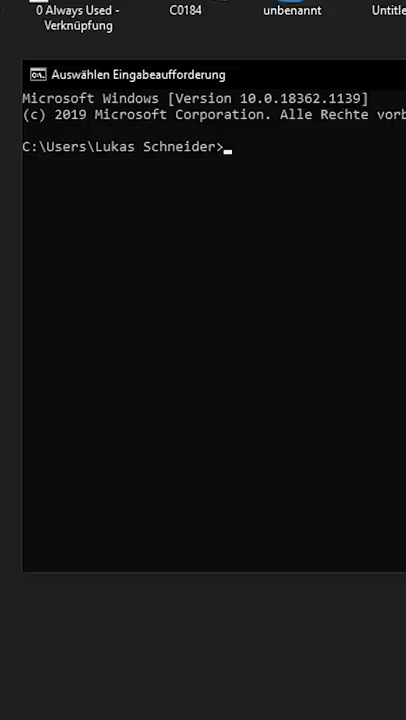 0 Always Used -
Verknüpfung
C0184
unbenannt
Untitle
Auswählen Eingabeaufforderung
Microsoft Windows [Version 10.0.18362.1139]
(c) 2019 Microsoft Corporation. Alle Rechte vorb
C:\Users\Lukas Schneider>